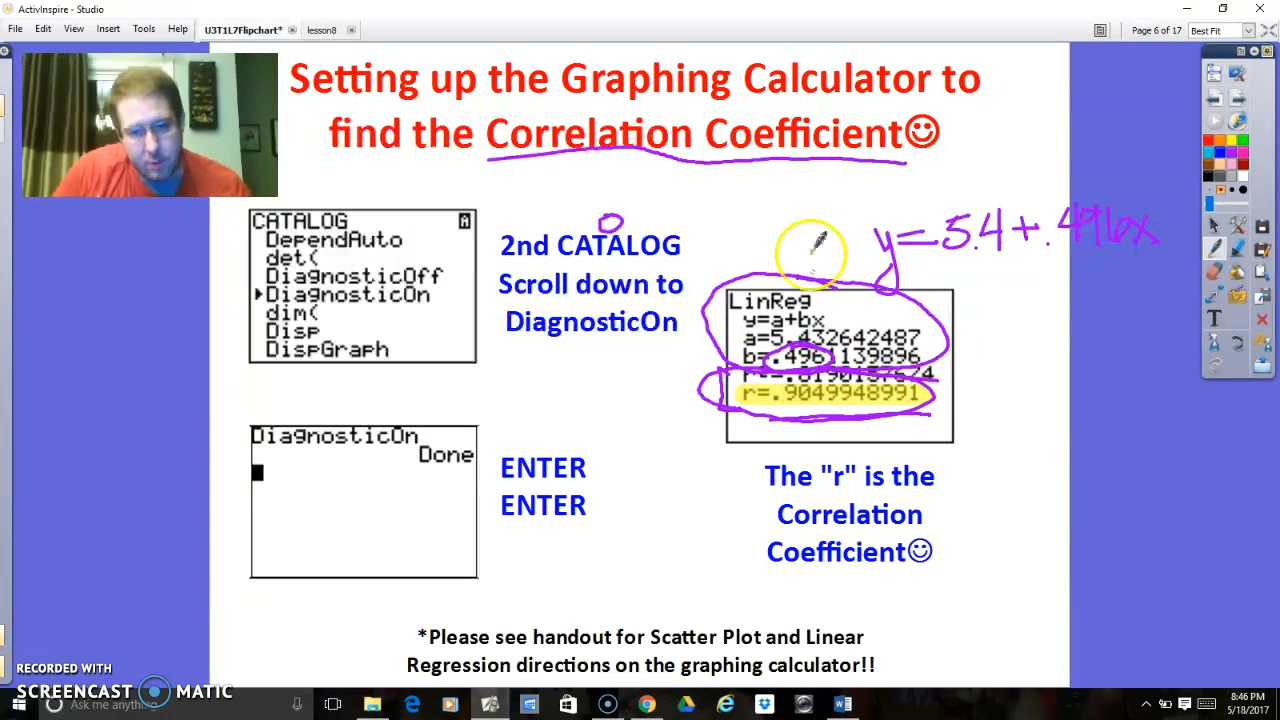 ActivInspire - Studio
File Edit View Insert Tools Help U3T1L7Flipchart* lesson8 Page 6 of 17 Best Fit
Setting up the Graphing Calculator to
find the Correlation Coefficient☺
CATALOG
DependAuto
det(
DiagnosticOff
DiagnosticOn
dim(
Disp
DispGraph
2nd CATALOG
Scroll down to
DiagnosticOn
y=5.4+.496x
LinReg
y=a+bx
a=5.432642487
b=.4961139896
r=.9049948991
DiagnosticOn
Done
ENTER
ENTER
The "r" is the
Correlation
Coefficient☺
*Please see handout for Scatter Plot and Linear
Regression directions on the graphing calculator!!
RECORDED WITH
SCREENCAST MATIC
Ask me anything
8:46 PM
5/18/2017